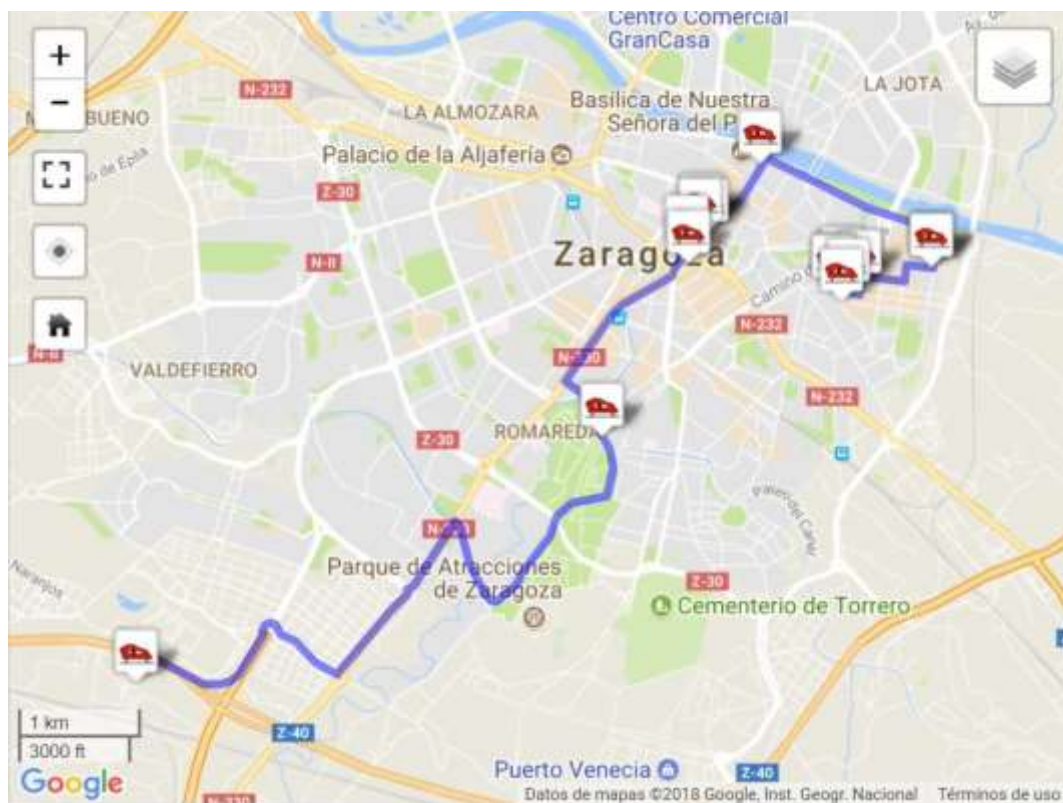 Centro Comercial
GranCasa
+
−
N-232
LA ALMOZARA
LA JOTA
Basílica de Nuestra
Señora del P
BUENO
Palacio de la Aljafería
Z-30
Zaragoza
N-II
N-232
VALDEFIERRO
N-232
ROMAREDA
Z-30
Parque de Atracciones
de Zaragoza
Z-30
Cementerio de Torrero
Naranjos
1 km
3000 ft
Z-40
Puerto Venecia
Z-40
Google
Datos de mapas ©2018 Google, Inst. Geogr. Nacional
Términos de uso